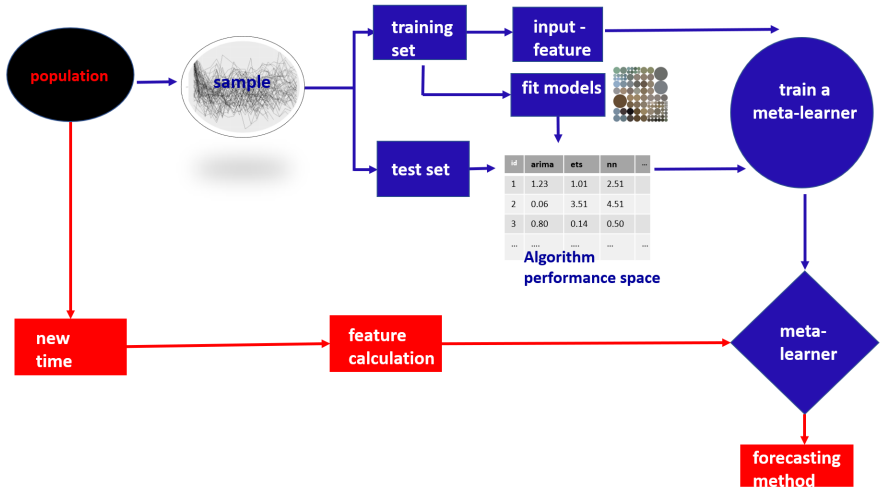 population
sample
training
set
input -
feature
fit models
train a
meta-learner
test set
id arima ets nn ...
1 1.23 1.01 2.51
2 0.06 3.51 4.51
3 0.80 0.14 0.50
... .... .... ... ...
Algorithm
performance space
new
time
feature
calculation
meta-
learner
forecasting
method